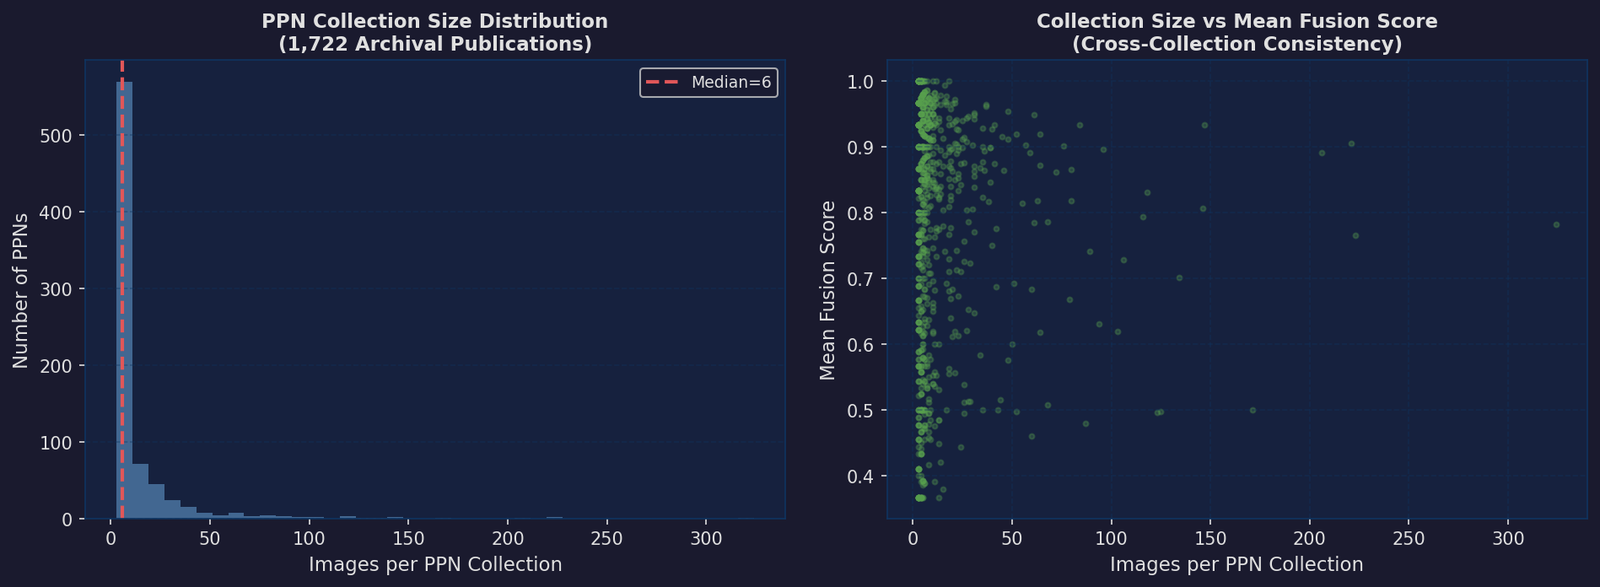 PPN Collection Size Distribution
(1,722 Archival Publications)
Number of PPNs
500
400
300
200
100
0
Median=6
0 50 100 150 200 250 300
Images per PPN Collection
Collection Size vs Mean Fusion Score
(Cross-Collection Consistency)
Mean Fusion Score
1.0
0.9
0.8
0.7
0.6
0.5
0.4
0 50 100 150 200 250 300
Images per PPN Collection